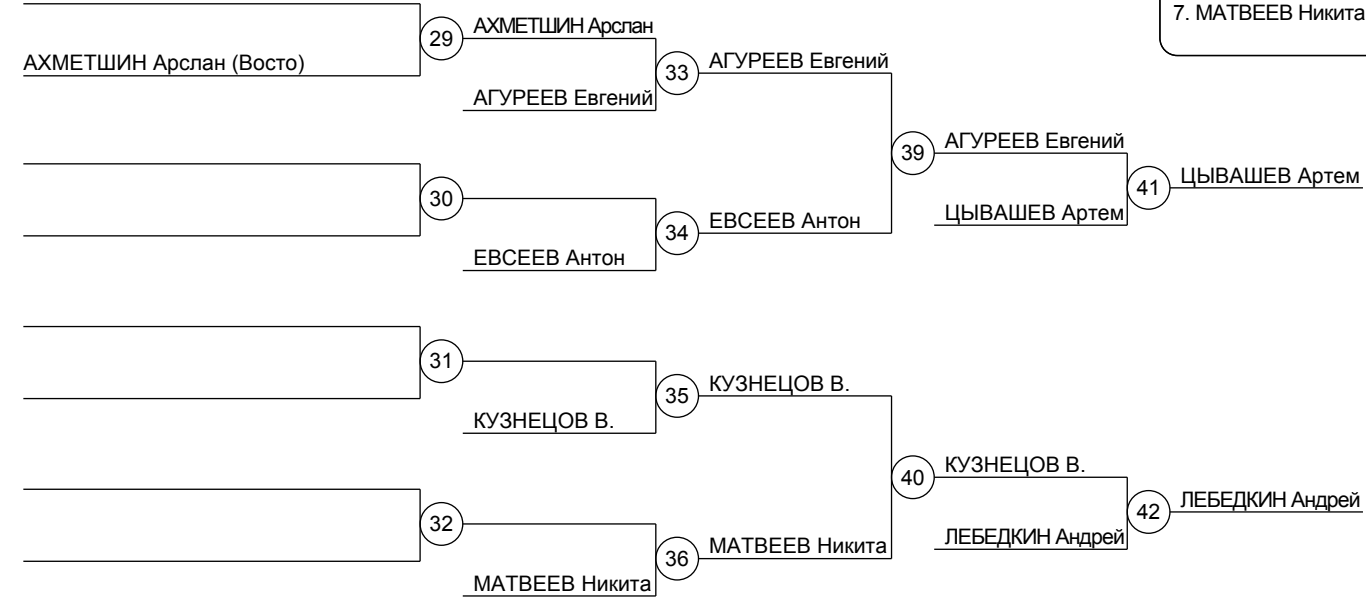 7. МАТВЕЕВ Никита
29
АХМЕТШИН Арслан
АХМЕТШИН Арслан (Восто)
33
АГУРЕЕВ Евгений
АГУРЕЕВ Евгений
39
АГУРЕЕВ Евгений
41
ЦЫВАШЕВ Артем
30
34
ЕВСЕЕВ Антон
ЦЫВАШЕВ Артем
ЕВСЕЕВ Антон
31
35
КУЗНЕЦОВ В.
КУЗНЕЦОВ В.
40
КУЗНЕЦОВ В.
42
ЛЕБЕДКИН Андрей
32
36
МАТВЕЕВ Никита
ЛЕБЕДКИН Андрей
МАТВЕЕВ Никита